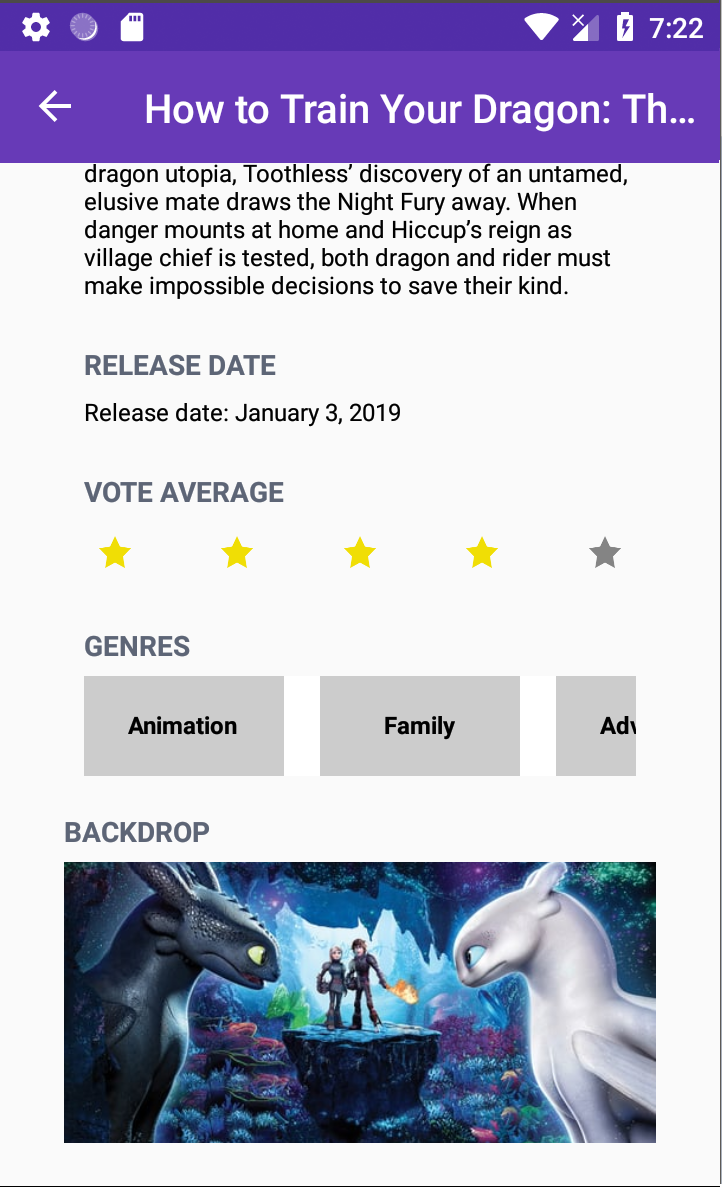 7:22
How to Train Your Dragon: Th...
dragon utopia, Toothless’ discovery of an untamed,
elusive mate draws the Night Fury away. When
danger mounts at home and Hiccup’s reign as
village chief is tested, both dragon and rider must
make impossible decisions to save their kind.
RELEASE DATE
Release date: January 3, 2019
VOTE AVERAGE
GENRES
Animation Family Adv
BACKDROP